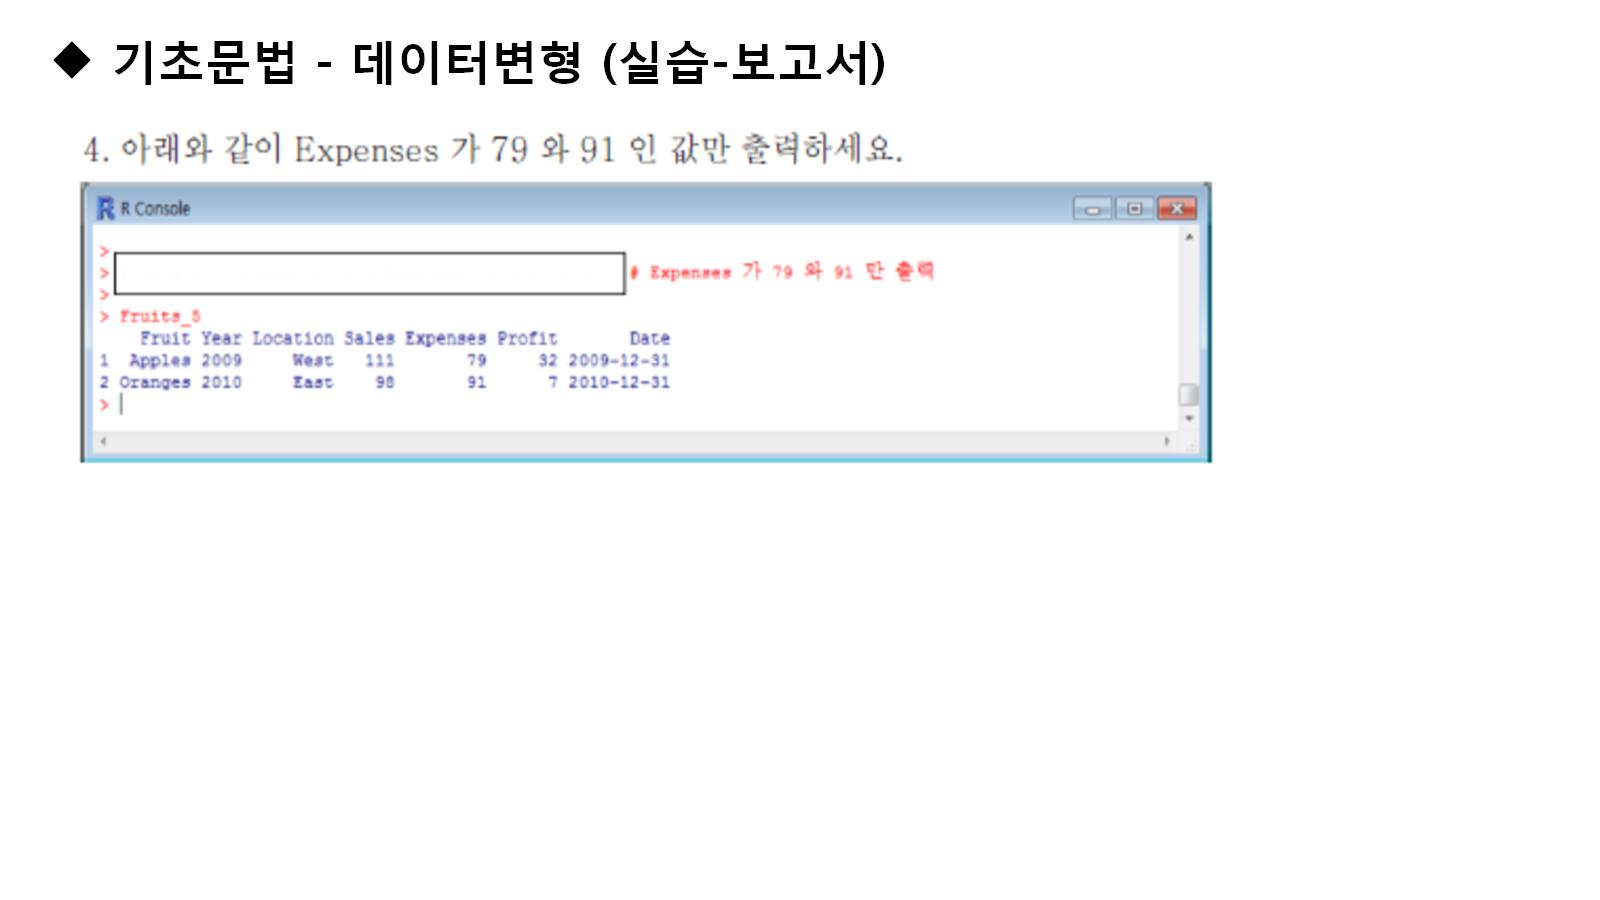 ◆ 기초문법 - 데이터변형 (실습-보고서)
4. 아래와 같이 Expenses 가 79 와 91 인 값만 출력하세요.
R Console
>
> # Expenses 가 79 와 91 만 출력
>
> Fruits_5
Fruit Year Location Sales Expenses Profit Date
1 Apples 2009 West 111 79 32 2009-12-31
2 Oranges 2010 East 98 91 7 2010-12-31
>